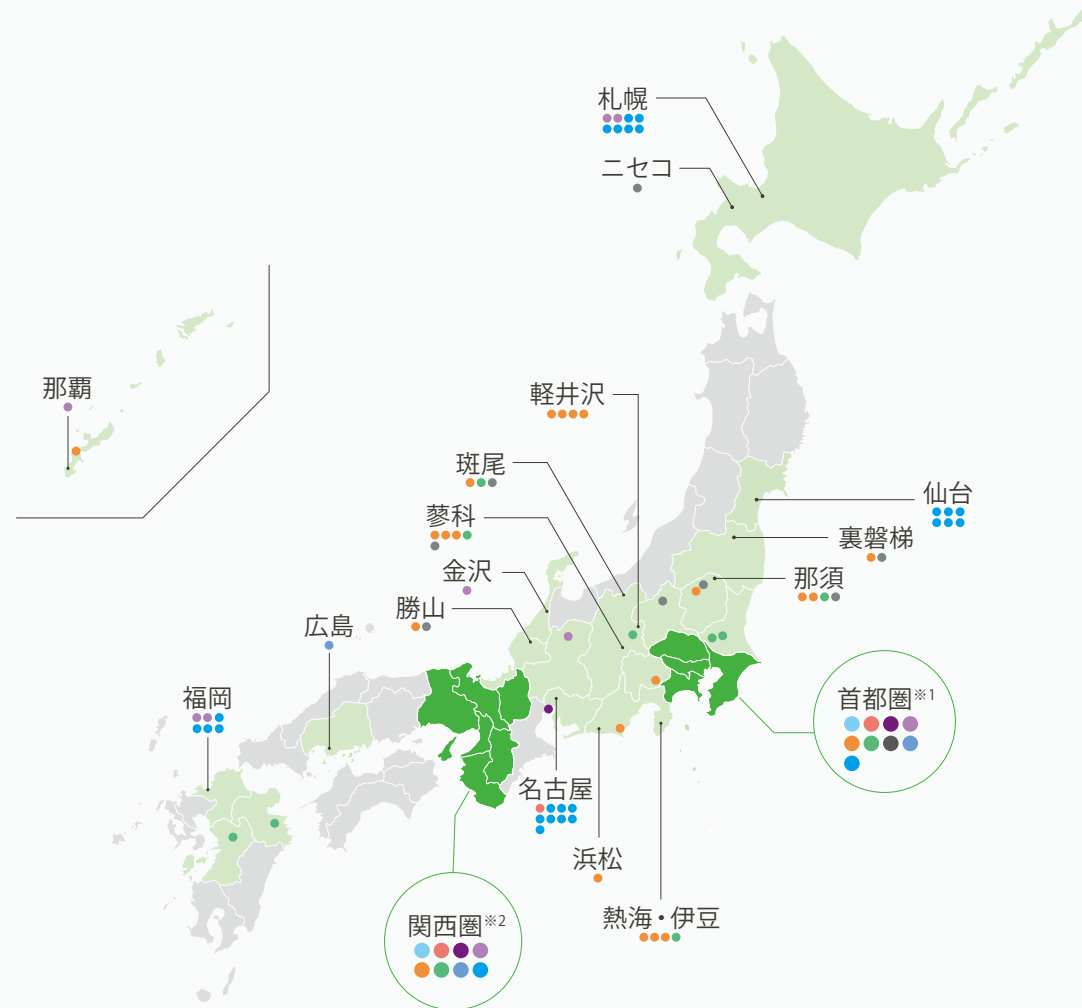 札幌
ニセコ
那覇
軽井沢
斑尾
蓼科
仙台
裏磐梯
金沢
那須
勝山
広島
福岡
首都圏※1
名古屋
浜松
熱海・伊豆
関西圏※2